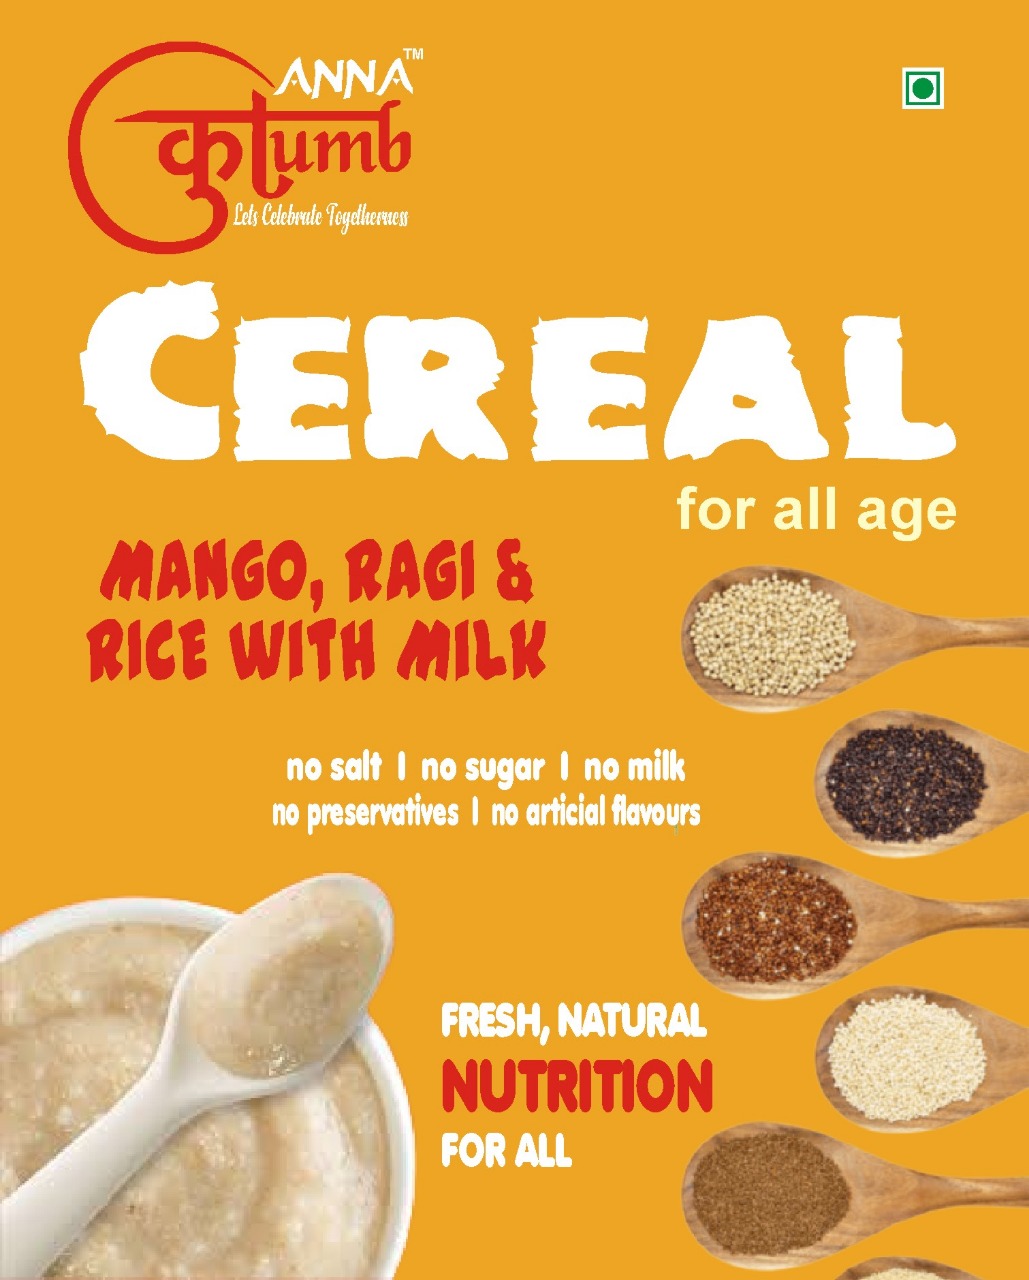 ANNA™
कुtumb
Lets Celebrate Togetherness
CEREAL
for all age
MANGO, RAGI &
RICE WITH MILK
no salt | no sugar | no milk
no preservatives | no articial flavours
FRESH, NATURAL
NUTRITION
FOR ALL